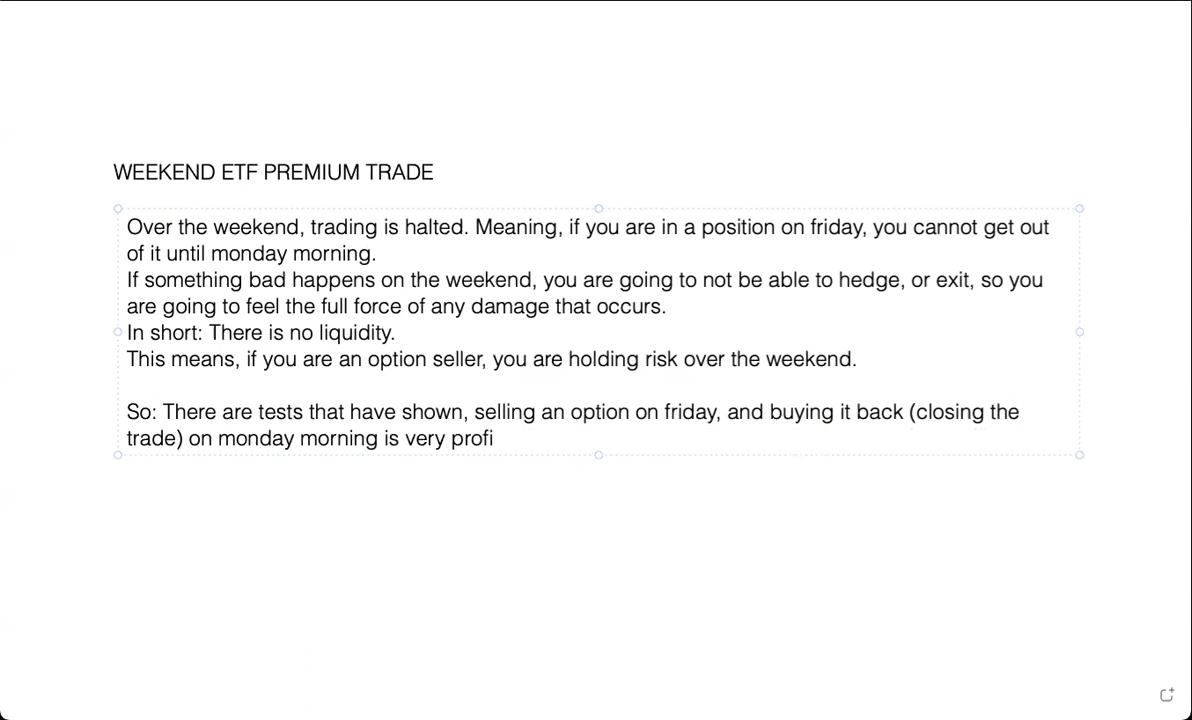 WEEKEND ETF PREMIUM TRADE
Over the weekend, trading is halted. Meaning, if you are in a position on friday, you cannot get out
of it until monday morning.
If something bad happens on the weekend, you are going to not be able to hedge, or exit, so you
are going to feel the full force of any damage that occurs.
In short: There is no liquidity.
This means, if you are an option seller, you are holding risk over the weekend.
So: There are tests that have shown, selling an option on friday, and buying it back (closing the
trade) on monday morning is very profi